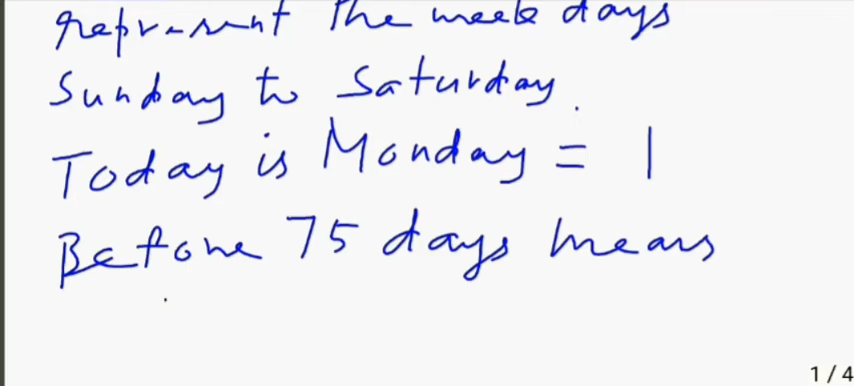 represent the week days
Sunday to Saturday.
Today is Monday = 1
Before 75 days means
1 / 4